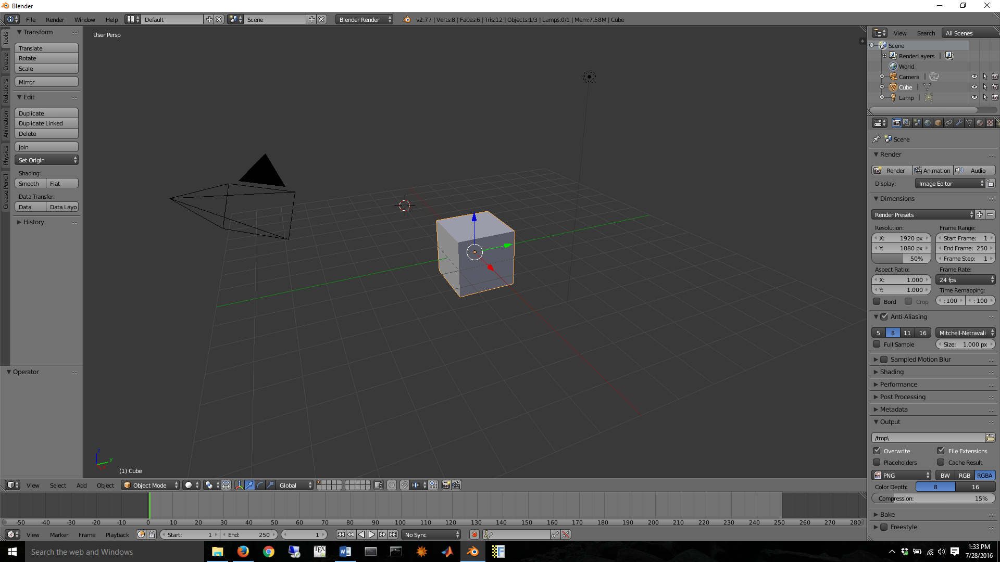 Blender
File Render Window Help Default Scene Blender Render v2.77 | Verts:8 | Faces:6 | Tris:12 | Objects:1/3 | Lamps:0/1 | Mem:7.58M | Cube
Tools
Create
Relations
Animation
Physics
Grease Pencil
Transform
Translate
Rotate
Scale
Mirror
Edit
Duplicate
Duplicate Linked
Delete
Join
Set Origin
Shading:
Smooth Flat
Data Transfer:
Data Data Layo
History
Operator
User Persp
z
y
x
(1) Cube
View Select Add Object Object Mode Global
-50 -40 -30 -20 -10 0 10 20 30 40 50 60 70 80 90 100 110 120 130 140 150 160 170 180 190 200 210 220 230 240 250 260 270 280
View Marker Frame Playback Start: 1 End: 250 1 No Sync
View Search All Scenes
Scene
RenderLayers |
World
Camera |
Cube |
Lamp |
Scene
Render
Render Animation Audio
Display: Image Editor
Dimensions
Render Presets
Resolution: Frame Range:
X: 1920 px Start Frame: 1
Y: 1080 px End Frame: 250
50% Frame Step: 1
Aspect Ratio: Frame Rate:
X: 1.000 24 fps
Y: 1.000 Time Remapping:
Bord Crop :100 :100
Anti-Aliasing
5 8 11 16 Mitchell-Netravali
Full Sample Size: 1.000 px
Sampled Motion Blur
Shading
Performance
Post Processing
Metadata
Output
/tmp\
Overwrite File Extensions
Placeholders Cache Result
PNG BW RGB RGBA
Color Depth: 8 16
Compression: 15%
Bake
Freestyle
Search the web and Windows
TEX
W
F
1:33 PM
7/28/2016